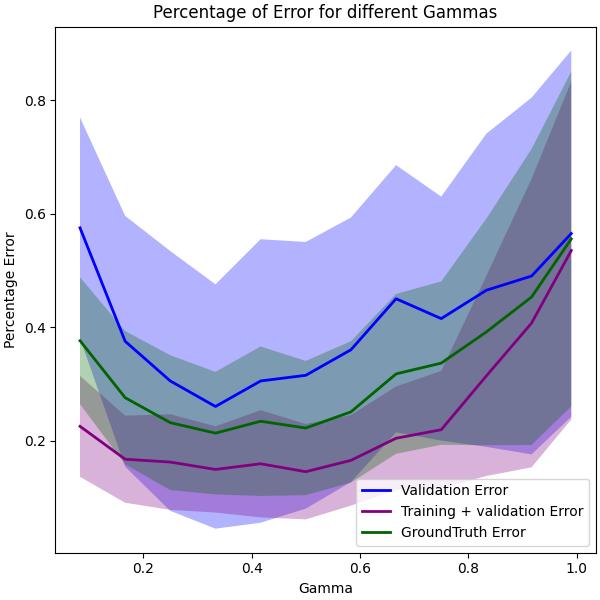 Percentage of Error for different Gammas
Percentage Error
0.8
0.6
0.4
0.2
0.2
0.4
0.6
0.8
1.0
Gamma
Validation Error
Training + validation Error
GroundTruth Error